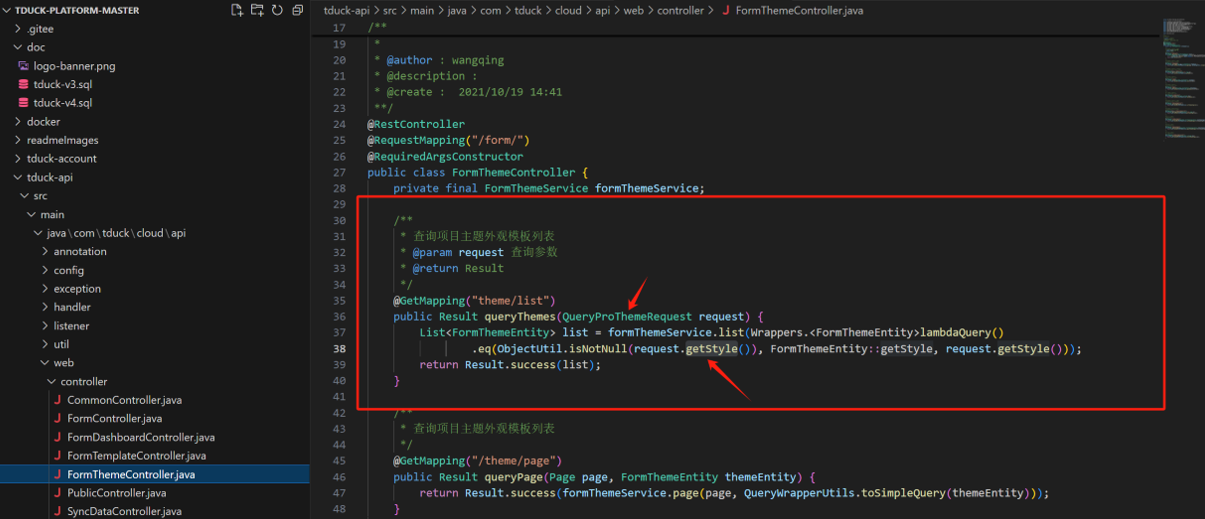 TDUCK-PLATFORM-MASTER
.gitee
doc
logo-banner.png
tduck-v3.sql
tduck-v4.sql
docker
readmeImages
tduck-account
tduck-api
src
main
java\com\tduck\cloud\api
annotation
config
exception
handler
listener
util
web
controller
CommonController.java
FormController.java
FormDashboardController.java
FormTemplateController.java
FormThemeController.java
PublicController.java
SyncDataController.java
tduck-api > src > main > java > com > tduck > cloud > api > web > controller > J FormThemeController.java
17 /**
19 *
20 * @author : wangqing
21 * @description :
22 * @create : 2021/10/19 14:41
23 **/
24 @RestController
25 @RequestMapping("/form/")
26 @RequiredArgsConstructor
27 public class FormThemeController {
28 private final FormThemeService formThemeService;
29
30 /**
31 * 查询项目主题外观模板列表
32 * @param request 查询参数
33 * @return Result
34 */
35 @GetMapping("theme/list")
36 public Result queryThemes(QueryProThemeRequest request) {
37 List<FormThemeEntity> list = formThemeService.list(Wrappers.<FormThemeEntity>lambdaQuery()
38 .eq(ObjectUtil.isNotNull(request.getStyle()), FormThemeEntity::getStyle, request.getStyle()));
39 return Result.success(list);
40 }
41
42 /**
43 * 查询项目主题外观模板列表
44 */
45 @GetMapping("/theme/page")
46 public Result queryPage(Page page, FormThemeEntity themeEntity) {
47 return Result.success(formThemeService.page(page, QueryWrapperUtils.toSimpleQuery(themeEntity)));
48 }